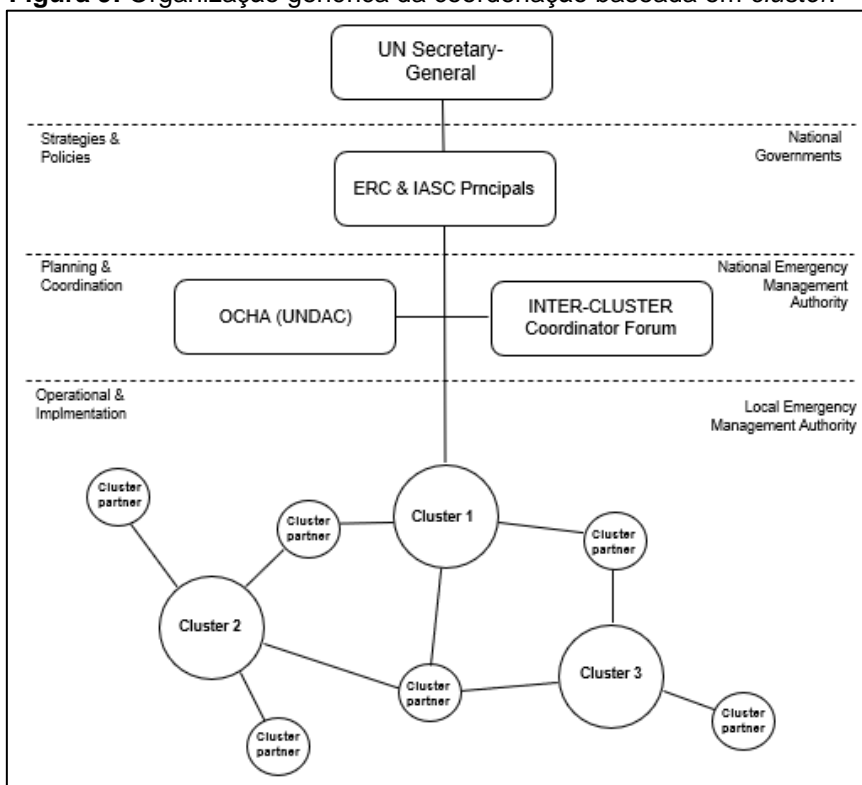 Figura Organização genérica da coordenação baseada em cluster.
UN Secretary-
General
Strategies &
Policies
National
Governments
ERC & IASC Prncipals
Planning &
Coordination
National Emergency
Management
Authority
OCHA (UNDAC)
INTER-CLUSTER
Coordinator Forum
Operational &
Implmentation
Local Emergency
Management Authority
Cluster
partner
Cluster
partner
Cluster 1
Cluster
partner
Cluster 2
Cluster
partner
Cluster 3
Cluster
partner
Cluster
partner